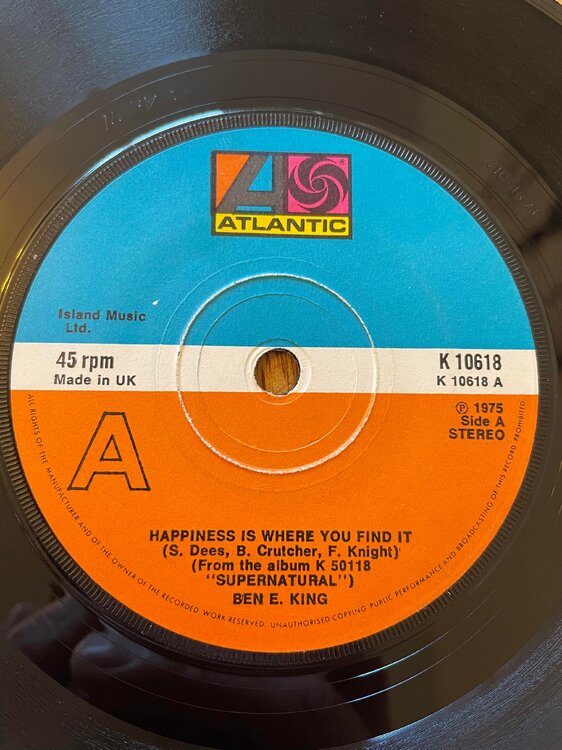 ATLANTIC
®
Island Music
Ltd.
45 rpm
Made in UK
K 10618
K 10618 A
℗ 1975
Side A
STEREO
A
HAPPINESS IS WHERE YOU FIND IT
(S. Dees, B. Crutcher, F. Knight)
(From the album K 50118
"SUPERNATURAL")
BEN E. KING
ALL RIGHTS OF THE MANUFACTURER AND OF THE OWNER OF THE RECORDED WORK RESERVED. UNAUTHORISED COPYING PUBLIC PERFORMANCE AND BROADCASTING OF THIS RECORD PROHIBITED.